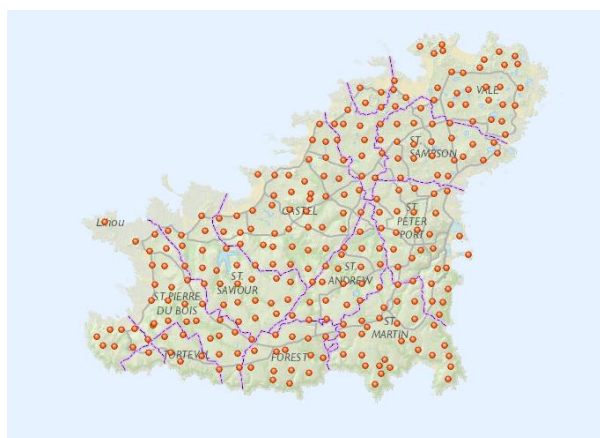 VALE
ST.
SAMPSON
Lihou
CASTEL
ST.
PETER
PORT
ST.
ANDREW
ST.
SAVIOUR
ST PIERRE
DU BOIS
ST.
MARTIN
TORTEVAL
FOREST